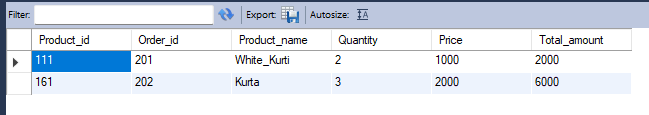 Filter: Export: Autosize: IA
Product_id Order_id Product_name Quantity Price Total_amount
111 201 White_Kurti 2 1000 2000
161 202 Kurta 3 2000 6000